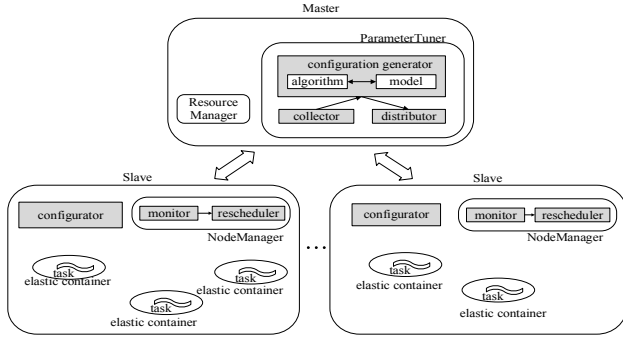 Master
ParameterTuner
configuration generator
algorithm
model
Resource
Manager
collector
distributor
Slave
configurator
monitor
rescheduler
NodeManager
task
elastic container
task
elastic container
task
elastic container
...
Slave
configurator
monitor
rescheduler
NodeManager
task
elastic container
task
elastic container